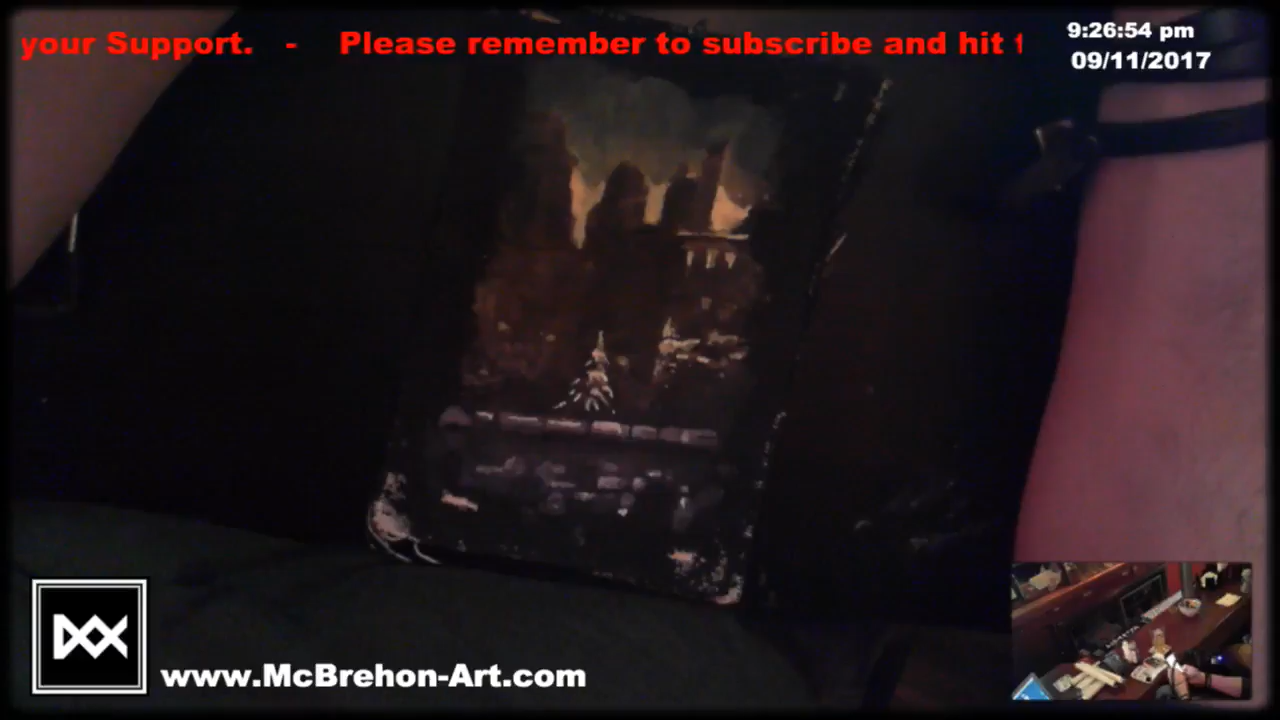 your Support.   -   Please remember to subscribe and hit
9:26:54 pm
09/11/2017
www.McBrehon-Art.com